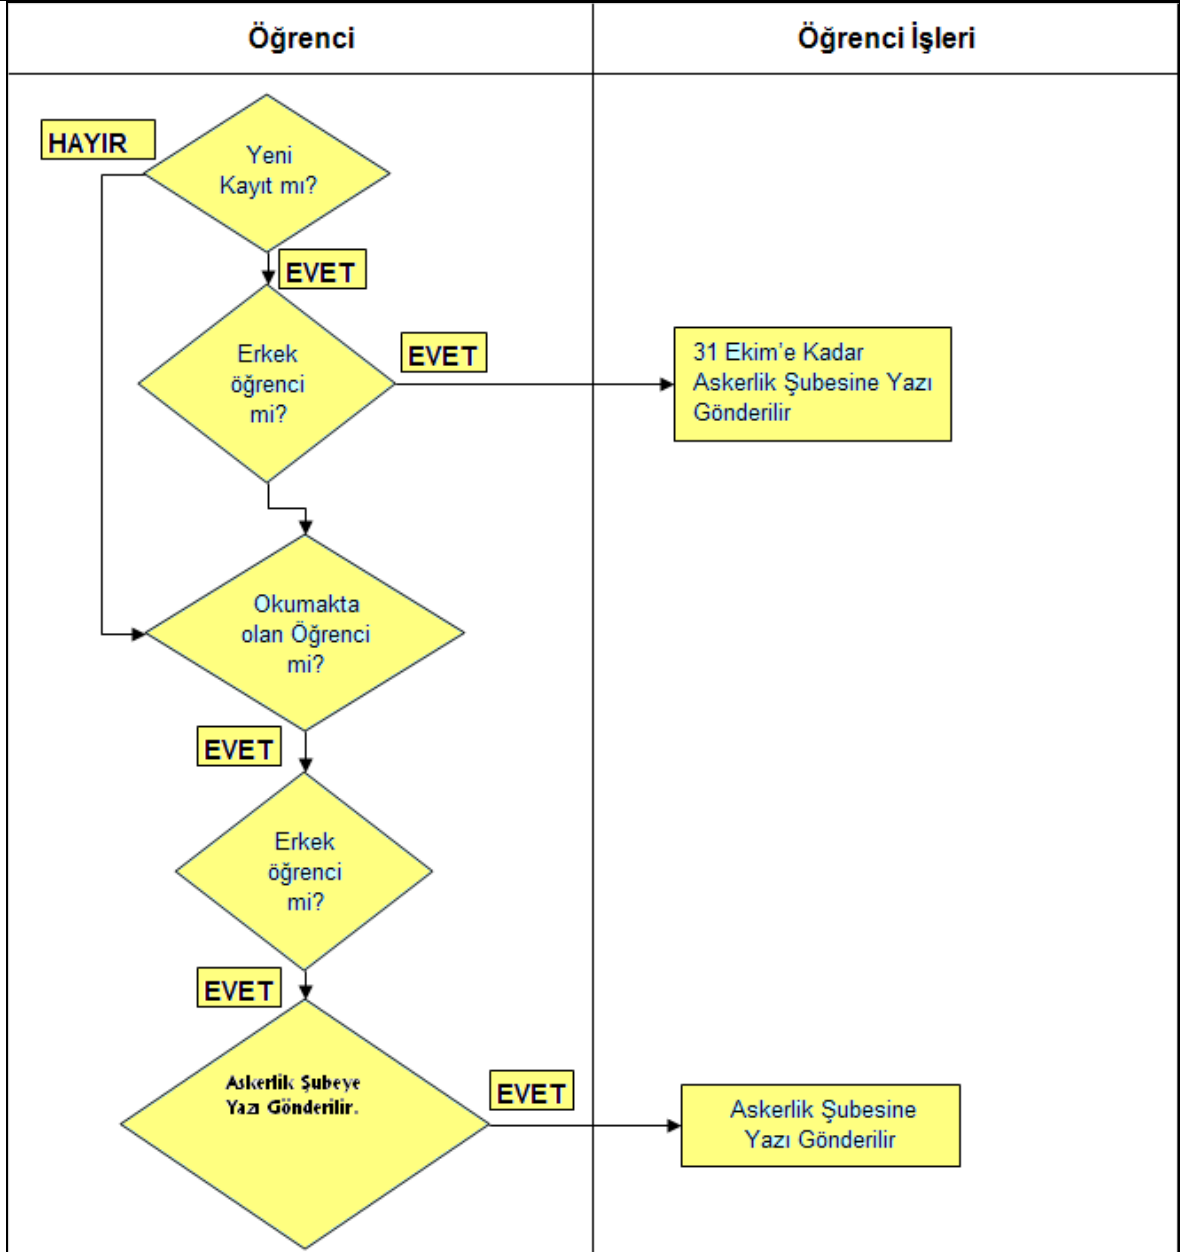 Öğrenci
Öğrenci İşleri
HAYIR
Yeni
Kayıt mı?
EVET
Erkek
öğrenci
mi?
EVET
31 Ekim'e Kadar
Askerlik Şubesine Yazı
Gönderilir
Okumakta
olan Öğrenci
mi?
EVET
Erkek
öğrenci
mi?
EVET
Askerlik Şubeye
Yazı Gönderilir.
EVET
Askerlik Şubesine
Yazı Gönderilir